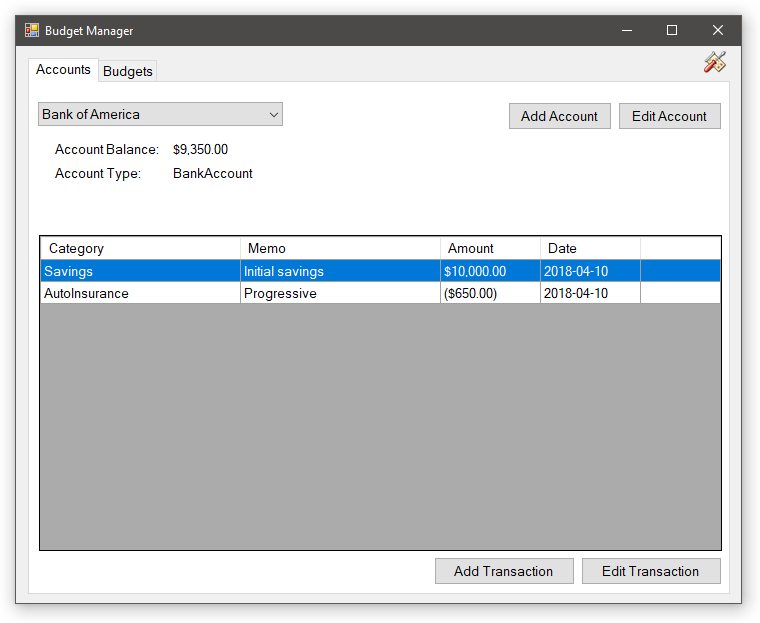 Budget Manager
Accounts Budgets
Bank of America Add Account Edit Account
Account Balance: $9,350.00
Account Type: BankAccount
Category Memo Amount Date
Savings Initial savings $10,000.00 2018-04-10
AutoInsurance Progressive ($650.00) 2018-04-10
Add Transaction Edit Transaction